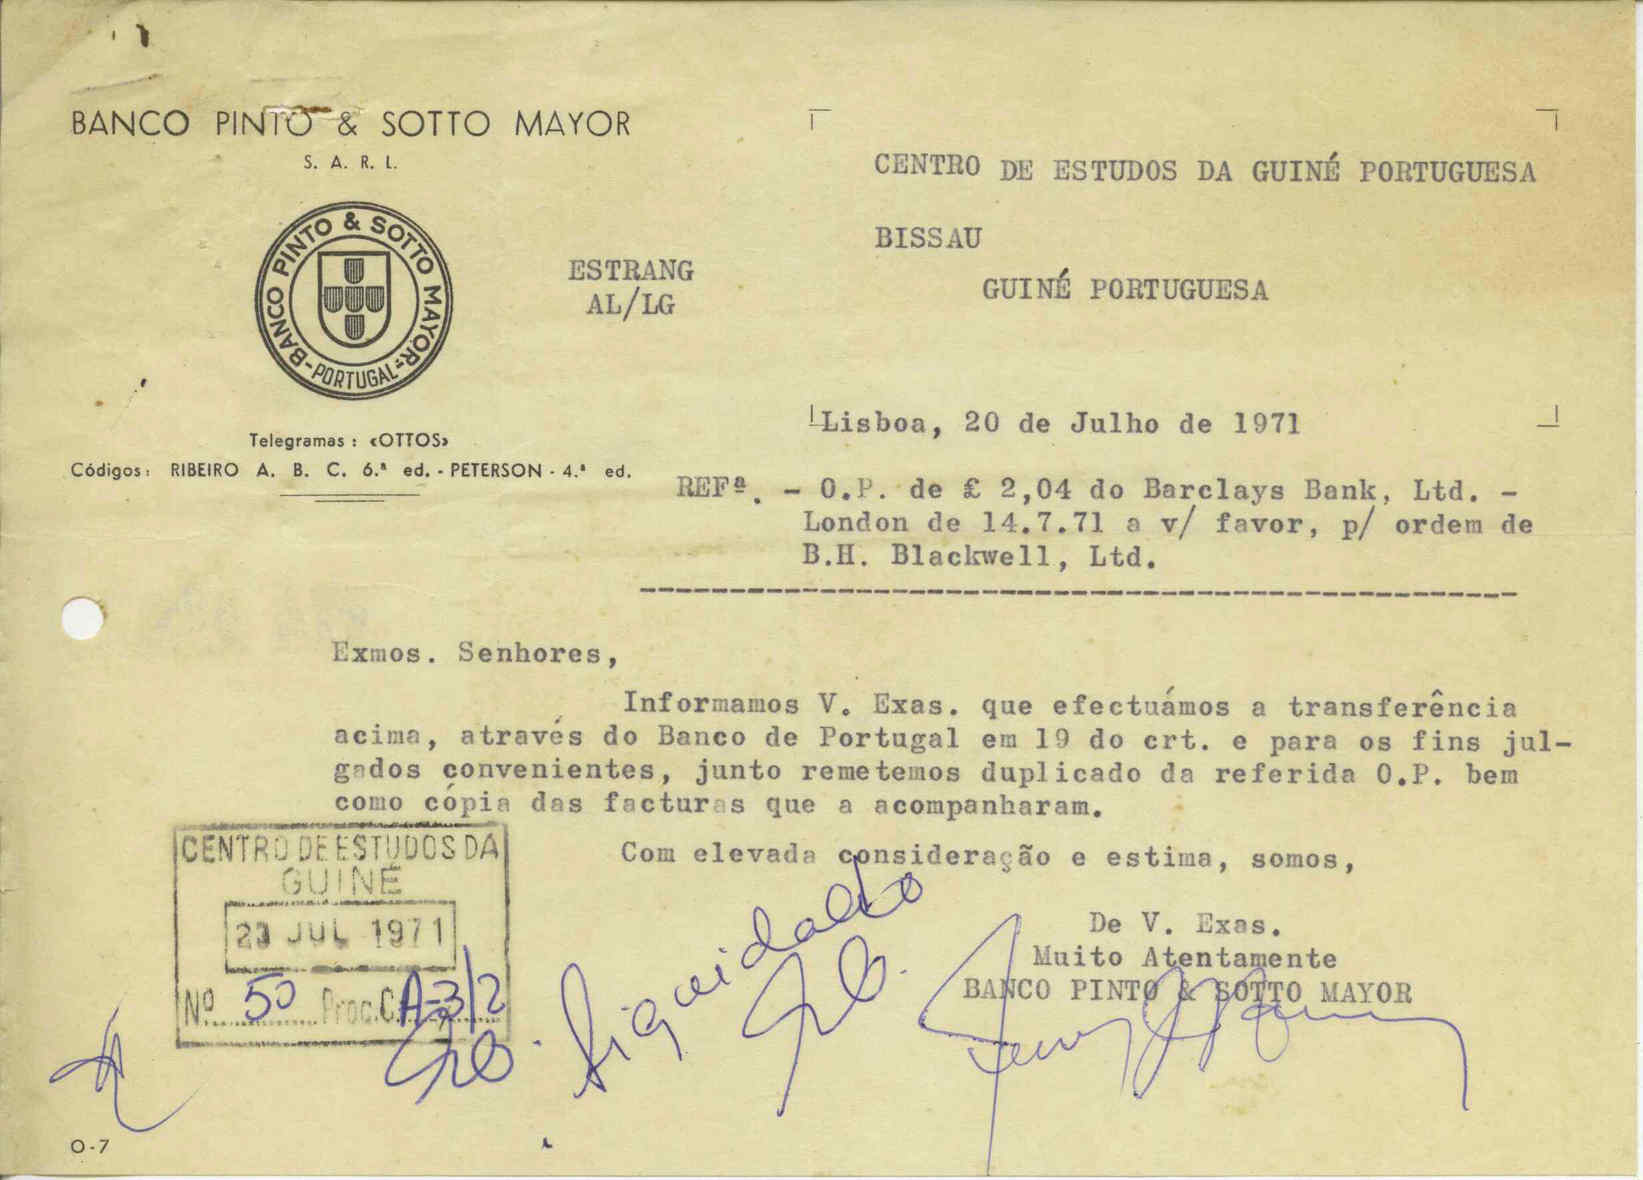 BANCO PINTO & SOTTO MAYOR
S. A. R. L.
BANCO PINTO & SOTTO MAYOR
-PORTUGAL-
Telegramas: «OTTOS»
Códigos: RIBEIRO A. B. C. 6.ª ed. - PETERSON - 4.ª ed.
ESTRANG
AL/LG
CENTRO DE ESTUDOS DA GUINÉ PORTUGUESA
BISSAU
GUINÉ PORTUGUESA
Lisboa, 20 de Julho de 1971
REFª. - O.P. de £ 2,04 do Barclays Bank, Ltd. -
London de 14.7.71 a v/ favor, p/ ordem de
B.H. Blackwell, Ltd.
Exmos. Senhores,
Informamos V. Exas. que efectuámos a transferência
acima, através do Banco de Portugal em 19 do crt. e para os fins jul-
gados convenientes, junto remetemos duplicado da referida O.P. bem
como cópia das facturas que a acompanharam.
Com elevada consideração e estima, somos,
De V. Exas.
Muito Atentamente
BANCO PINTO & SOTTO MAYOR
CENTRO DE ESTUDOS DA
GUINÉ
JUL 1971
Nº 50 Proc. C. A-3/2
Liquidado
O-7